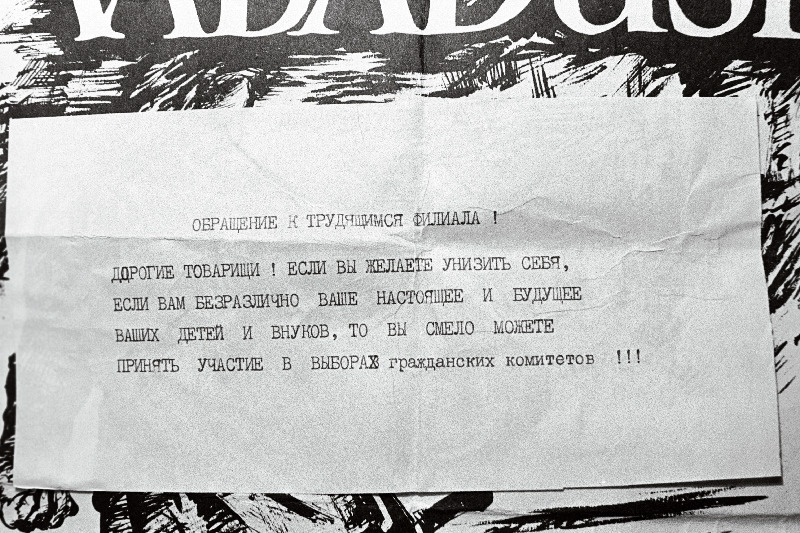 ОБРАЩЕНИЕ К ТРУДЯЩИМСЯ ФИЛИАЛА !
ДОРОГИЕ ТОВАРИЩИ ! ЕСЛИ ВЫ ЖЕЛАЕТЕ УНИЗИТЬ СЕБЯ,
ЕСЛИ ВАМ БЕЗРАЗЛИЧНО ВАШЕ НАСТОЯЩЕЕ И БУДУЩЕЕ
ВАШИХ ДЕТЕЙ И ВНУКОВ, ТО ВЫ СМЕЛО МОЖЕТЕ
ПРИНЯТЬ УЧАСТИЕ В ВЫБОРАХ гражданских комитетов !!!